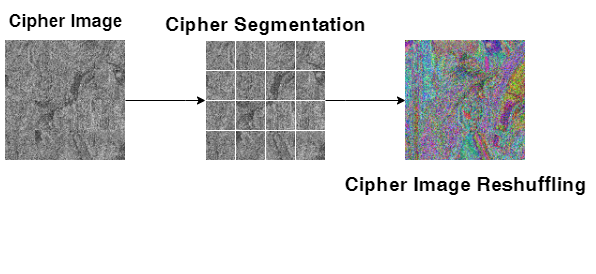 Cipher Image
Cipher Segmentation
Cipher Image Reshuffling